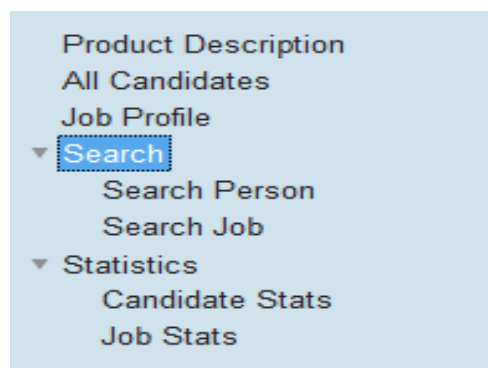 Product Description
All Candidates
Job Profile
Search
Search Person
Search Job
Statistics
Candidate Stats
Job Stats